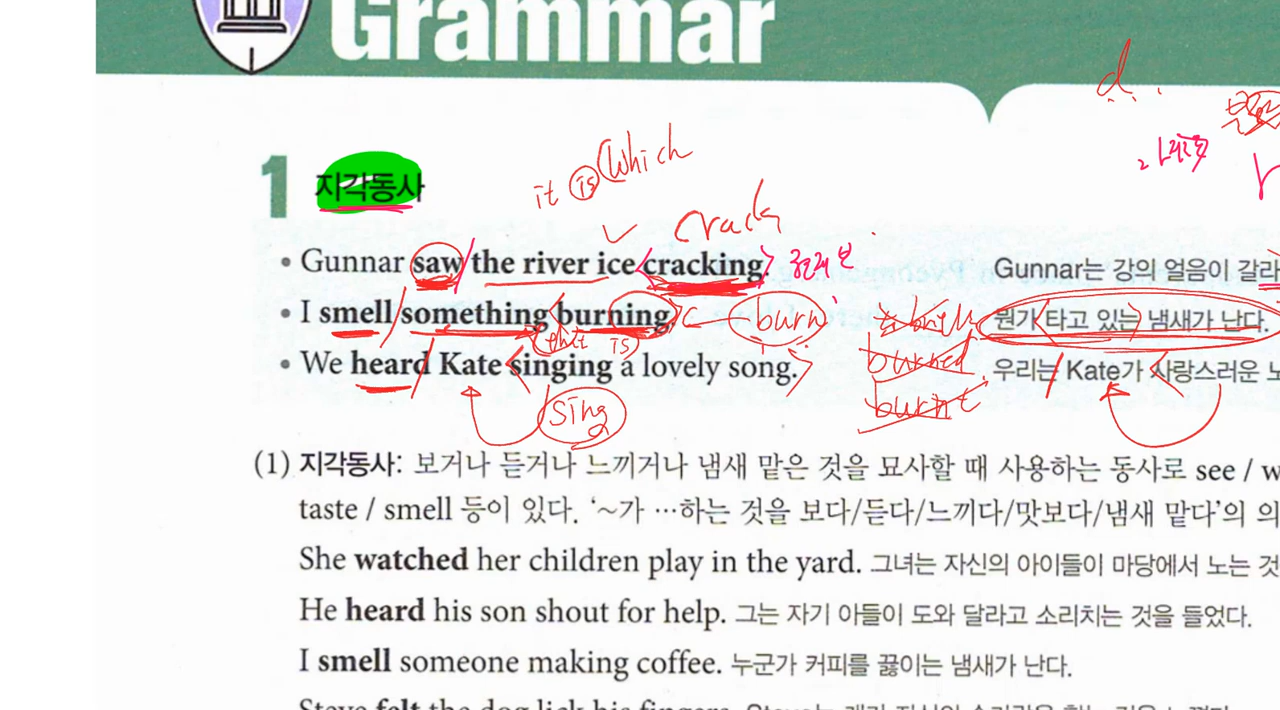 Grammar
d.
it is which
1 지각동사
crack
• Gunnar saw the river ice cracking. Gunnar는 강의 얼음이 갈라
• I smell something burning. burn 뭔가 타고 있는 냄새가 난다.
that is burned
• We heard Kate singing a lovely song. 우리는 Kate가 사랑스러운 노
sing burnt
(1) 지각동사: 보거나 듣거나 느끼거나 냄새 맡은 것을 묘사할 때 사용하는 동사로 see / w
taste / smell 등이 있다. ‘~가 …하는 것을 보다/듣다/느끼다/맛보다/냄새 맡다’의 의
She watched her children play in the yard. 그녀는 자신의 아이들이 마당에서 노는 것
He heard his son shout for help. 그는 자기 아들이 도와 달라고 소리치는 것을 들었다.
I smell someone making coffee. 누군가 커피를 끓이는 냄새가 난다.
Steve felt the dog lick his fingers.